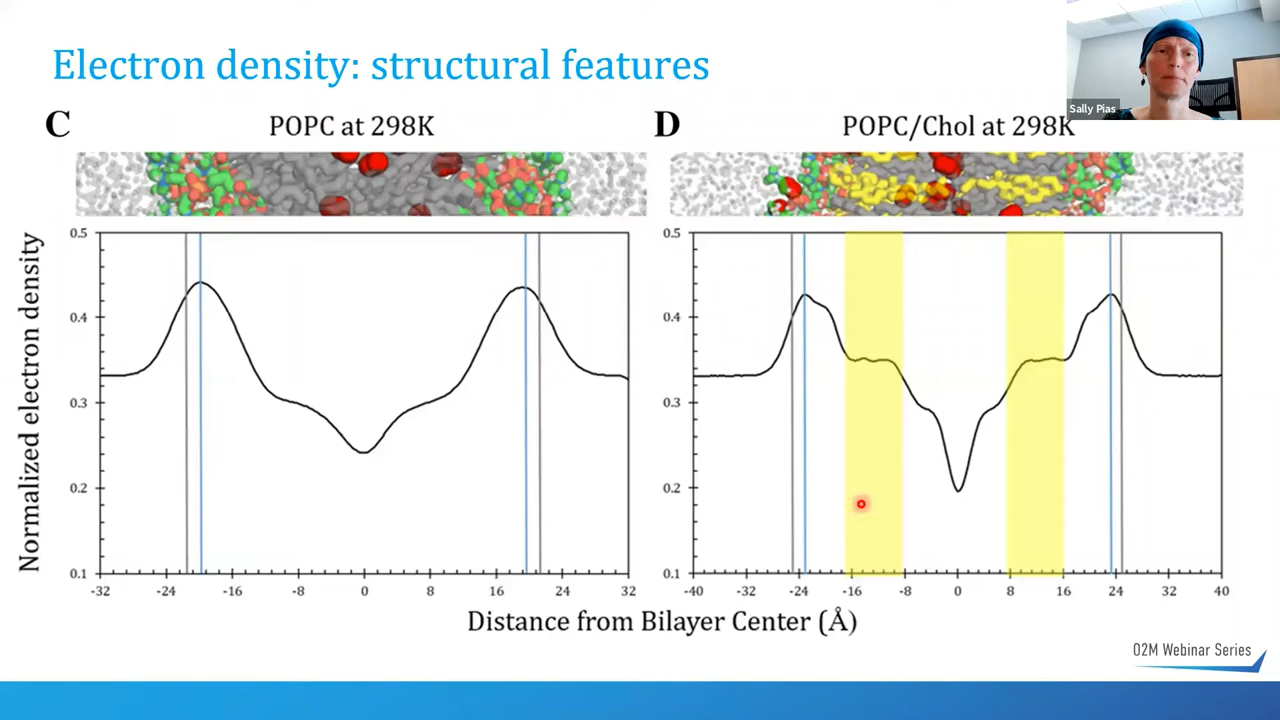 Electron density: structural features
Sally Pias
C
POPC at 298K
D
POPC/Chol at 298K
Normalized electron density
0.5
0.4
0.3
0.2
0.1
-32 -24 -16 -8 0 8 16 24 32
0.5
0.4
0.3
0.2
0.1
-40 -32 -24 -16 -8 0 8 16 24 32 40
Distance from Bilayer Center (Å)
O2M Webinar Series